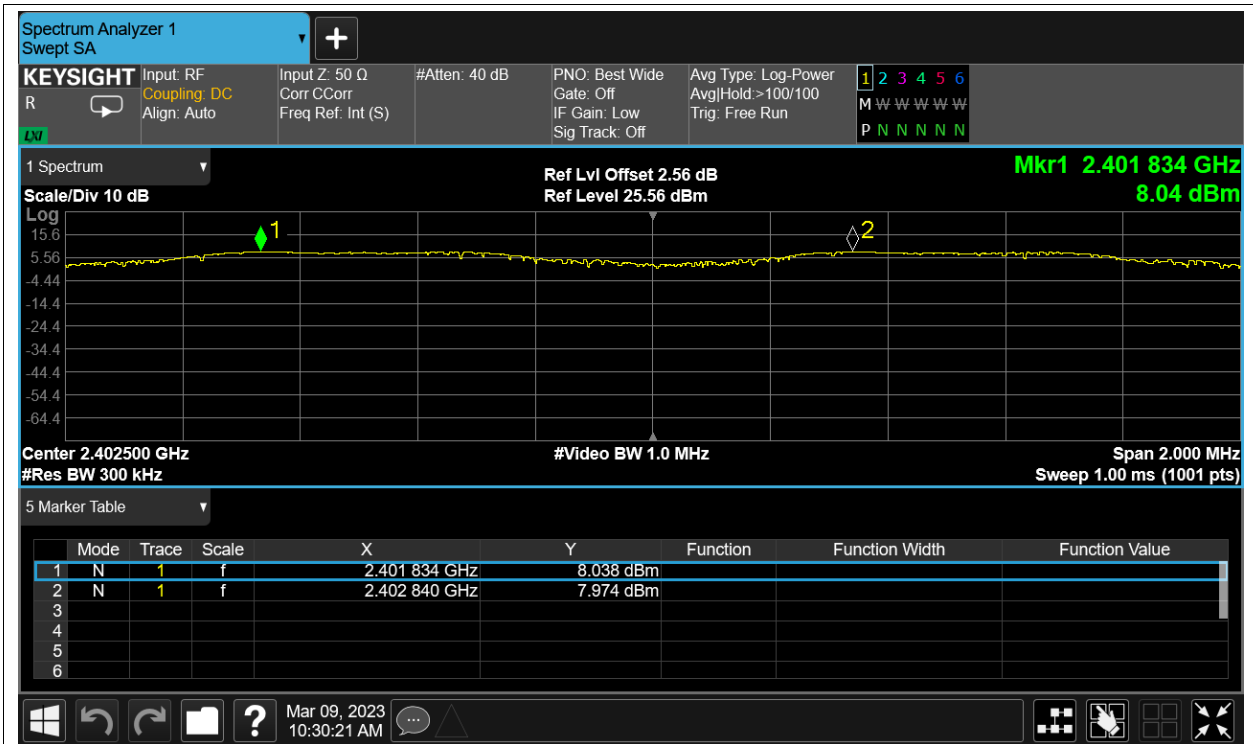 Spectrum Analyzer 1
Swept SA
KEYSIGHT
R
LXI
Input: RF
Coupling: DC
Align: Auto
Input Z: 50 Ω
Corr CCorr
Freq Ref: Int (S)
#Atten: 40 dB
PNO: Best Wide
Gate: Off
IF Gain: Low
Sig Track: Off
Avg Type: Log-Power
Avg|Hold:>100/100
Trig: Free Run
1 2 3 4 5 6
M W W W W W
P N N N N N
1 Spectrum
Scale/Div 10 dB
Ref Lvl Offset 2.56 dB
Ref Level 25.56 dBm
Mkr1 2.401 834 GHz
8.04 dBm
Log
15.6
5.56
-4.44
-14.4
-24.4
-34.4
-44.4
-54.4
-64.4
1
2
Center 2.402500 GHz
#Res BW 300 kHz
#Video BW 1.0 MHz
Span 2.000 MHz
Sweep 1.00 ms (1001 pts)
5 Marker Table
Mode Trace Scale X Y Function Function Width Function Value
1 N 1 f 2.401 834 GHz 8.038 dBm
2 N 1 f 2.402 840 GHz 7.974 dBm
3
4
5
6
?
Mar 09, 2023
10:30:21 AM